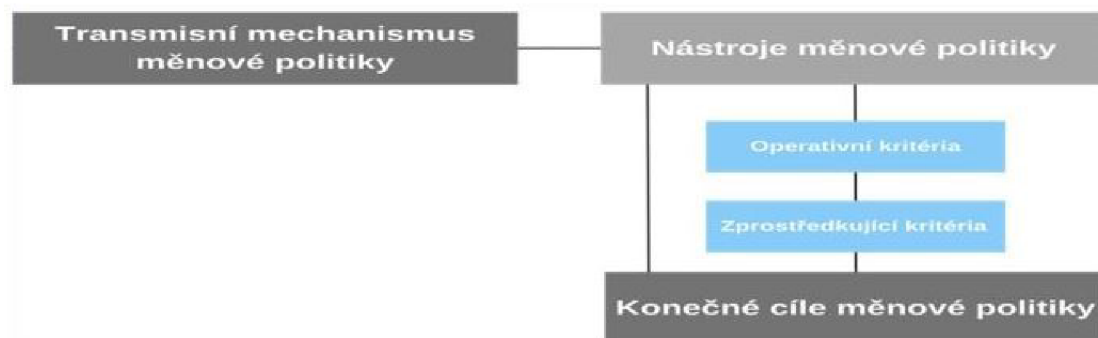 Transmisní mechanismus
měnové politiky
Nástroje měnové politiky
Operativní kritéria
Zprostředkující kritéria
Konečné cíle měnové politiky